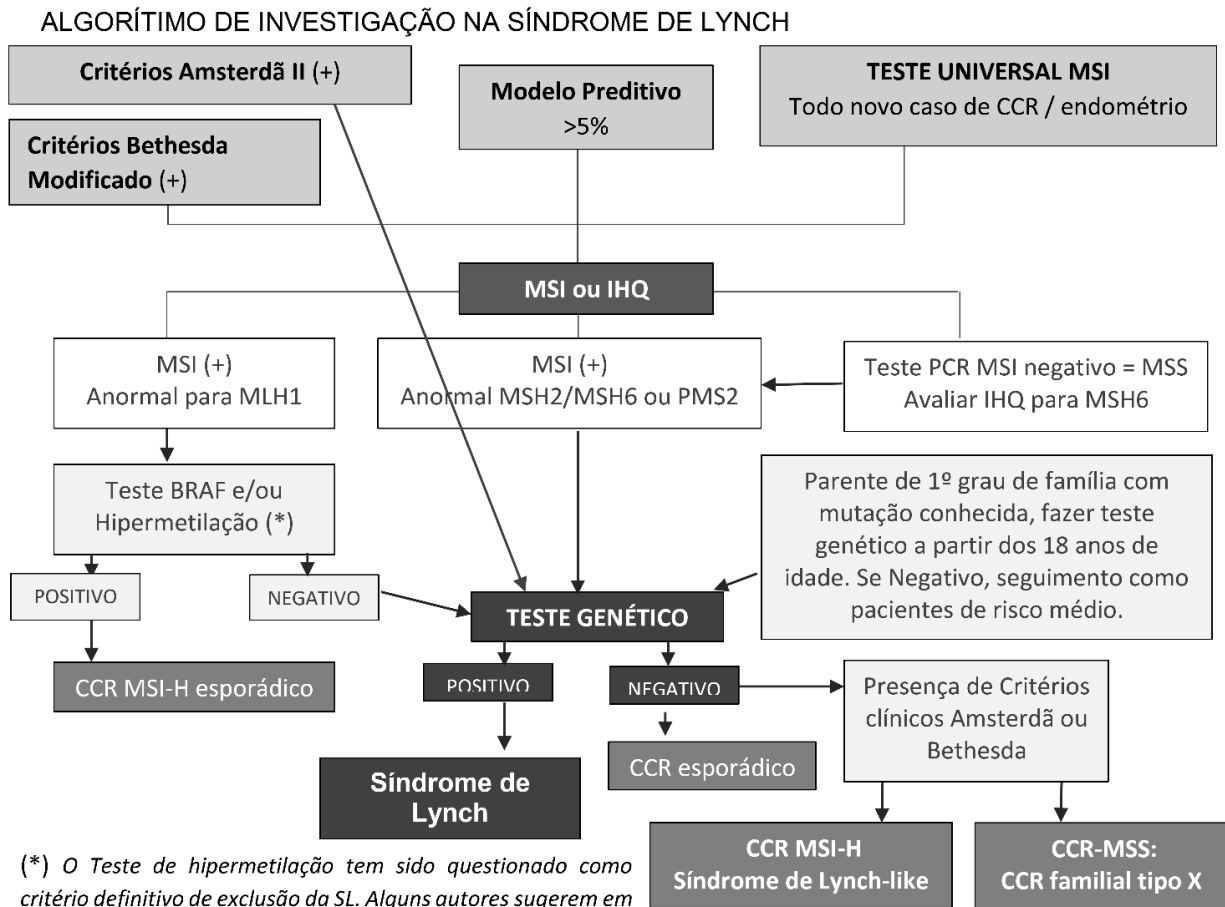 ALGORÍTIMO DE INVESTIGAÇÃO NA SÍNDROME DE LYNCH
Critérios Amsterdã II (+)
Modelo Preditivo
>5%
TESTE UNIVERSAL MSI
Todo novo caso de CCR / endométrio
Critérios Bethesda
Modificado (+)
MSI ou IHQ
MSI (+)
Anormal para MLH1
MSI (+)
Anormal MSH2/MSH6 ou PMS2
Teste PCR MSI negativo = MSS
Avaliar IHQ para MSH6
Teste BRAF e/ou
Hipermetilação (*)
Parente de 1º grau de família com
mutação conhecida, fazer teste
genético a partir dos 18 anos de
idade. Se Negativo, seguimento como
pacientes de risco médio.
POSITIVO
NEGATIVO
TESTE GENÉTICO
CCR MSI-H esporádico
POSITIVO
NEGATIVO
Presença de Critérios
clínicos Amsterdã ou
Bethesda
Síndrome de
Lynch
CCR esporádico
CCR MSI-H
Síndrome de Lynch-like
CCR-MSS:
CCR familial tipo X
(*) O Teste de hipermetilação tem sido questionado como
critério definitivo de exclusão da SL. Alguns autores sugerem em